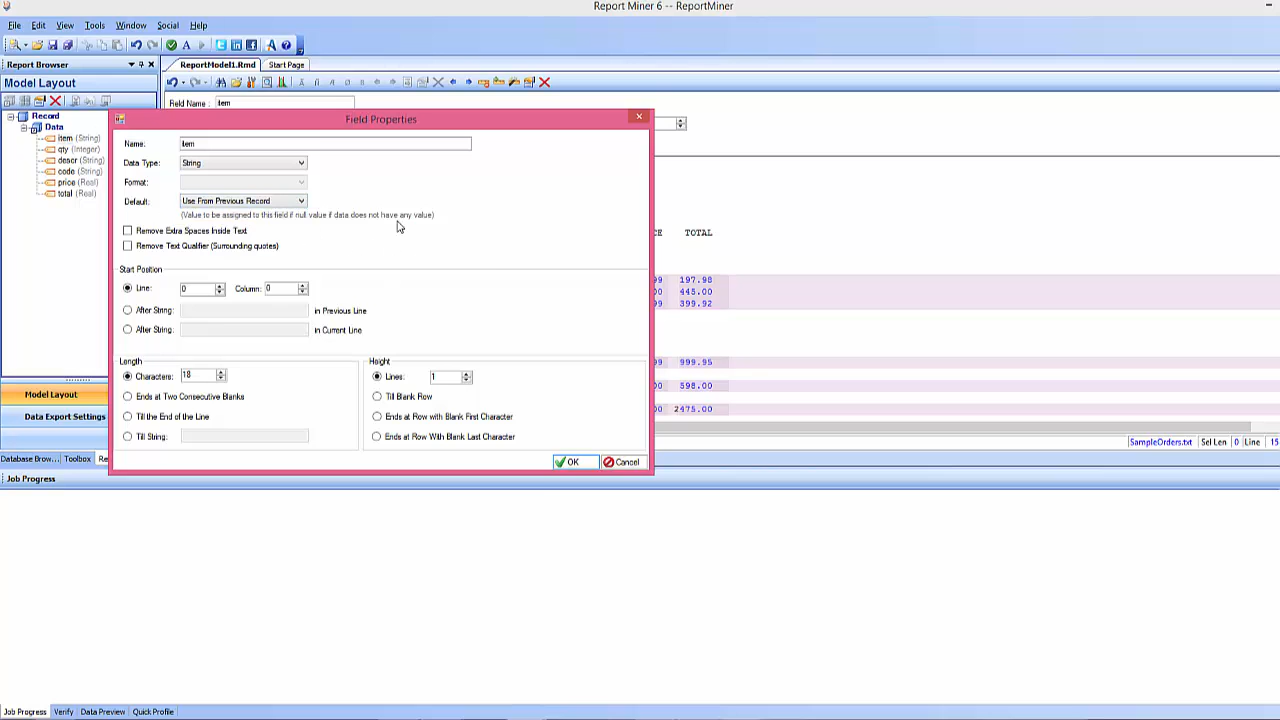 Report Miner 6 -- ReportMiner
File Edit View Tools Window Social Help
Report Browser
ReportModel1.Rmd Start Page
Model Layout
Field Name : item
Record
Data
item (String)
qty (Integer)
descr (String)
code (String)
price (Real)
total (Real)
Field Properties
Name: item
Data Type: String
Format:
Default: Use From Previous Record
(Value to be assigned to this field if null value if data does not have any value)
Remove Extra Spaces Inside Text
Remove Text Qualifier (Surrounding quotes)
Start Position
Line: 0 Column: 0
After String: in Previous Line
After String: in Current Line
Length
Characters: 18
Ends at Two Consecutive Blanks
Till the End of the Line
Till String:
Height
Lines: 1
Till Blank Row
Ends at Row with Blank First Character
Ends at Row With Blank Last Character
OK Cancel
CE TOTAL
99 197.98
00 445.00
99 399.92
99 999.95
00 598.00
00 2475.00
Model Layout
Data Export Settings
SampleOrders.txt Sel Len 0 Line 15
Database Brow... Toolbox Re
Job Progress
Job Progress Verify Data Preview Quick Profile